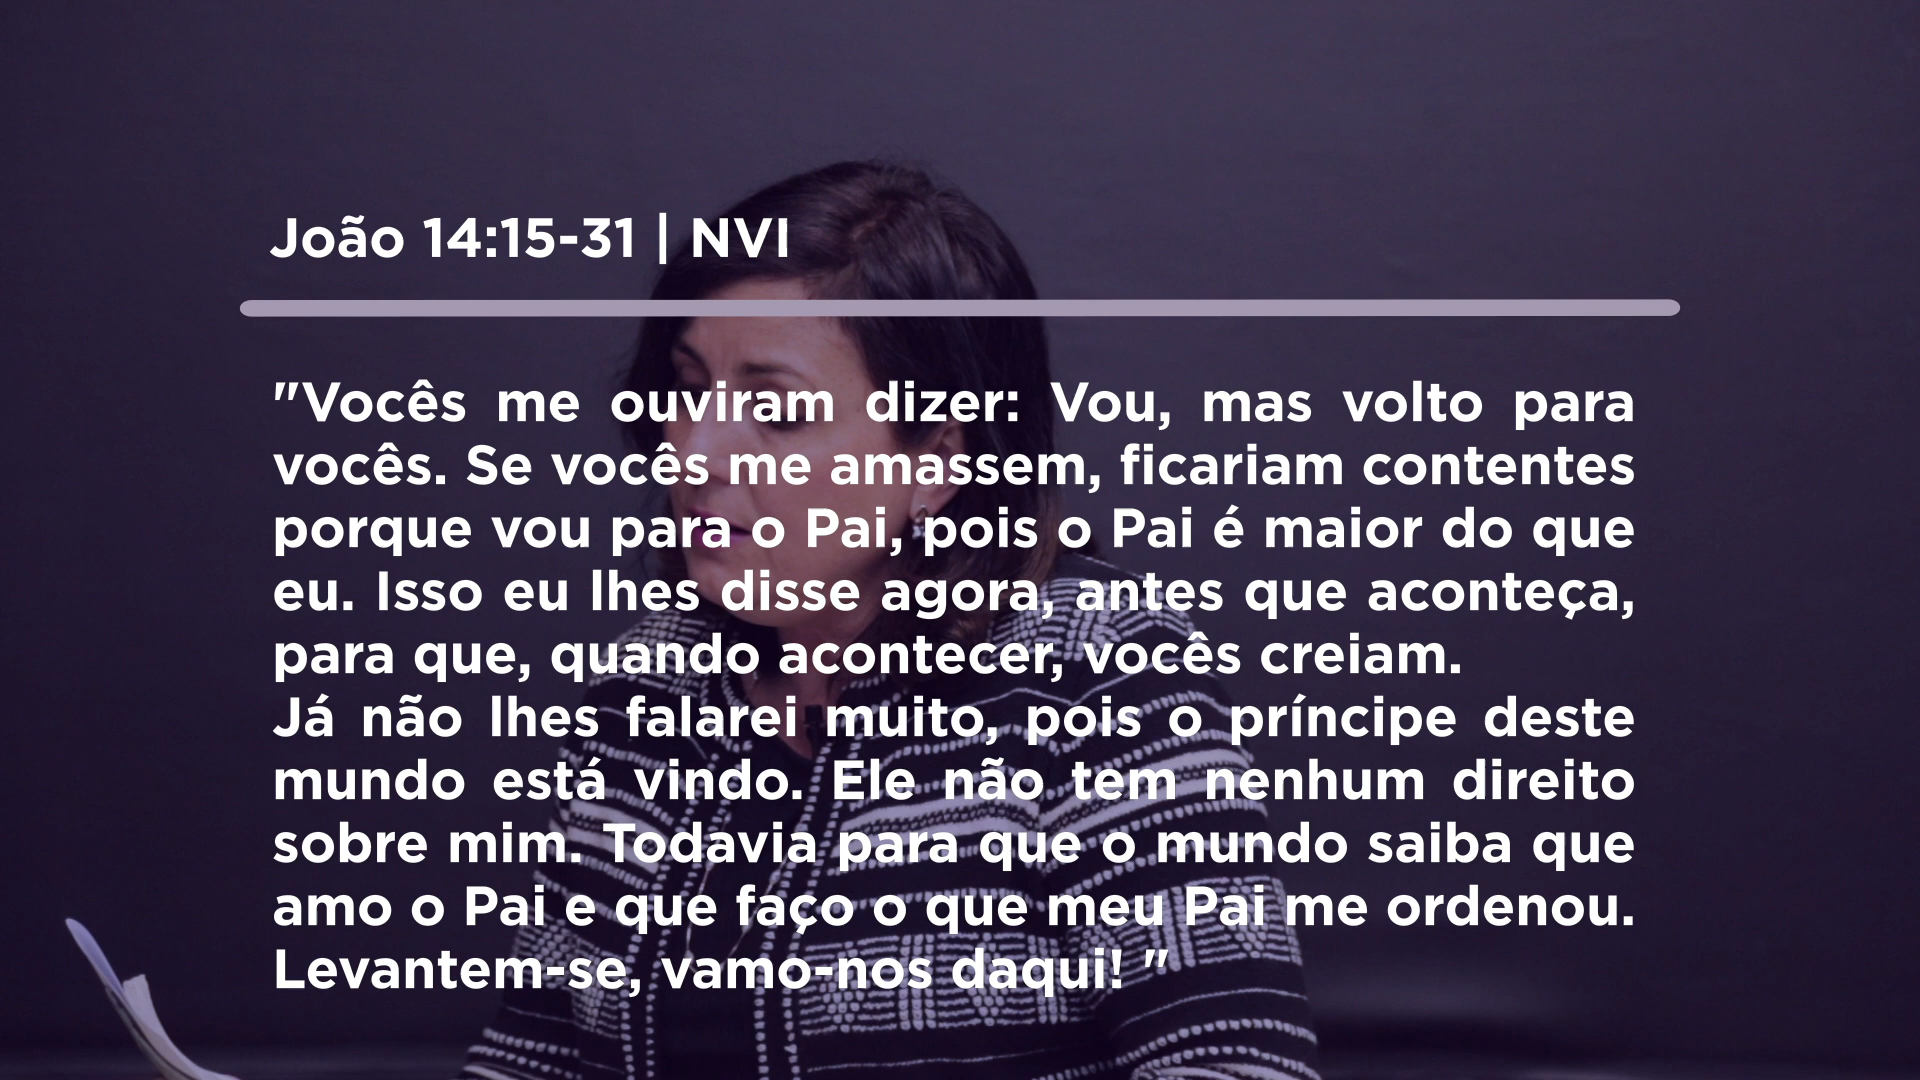 João 14:15-31 | NVI
"Vocês me ouviram dizer: Vou, mas volto para
vocês. Se vocês me amassem, ficariam contentes
porque vou para o Pai, pois o Pai é maior do que
eu. Isso eu lhes disse agora, antes que aconteça,
para que, quando acontecer, vocês creiam.
Já não lhes falarei muito, pois o príncipe deste
mundo está vindo. Ele não tem nenhum direito
sobre mim. Todavia para que o mundo saiba que
amo o Pai e que faço o que meu Pai me ordenou.
Levantem-se, vamo-nos daqui! "